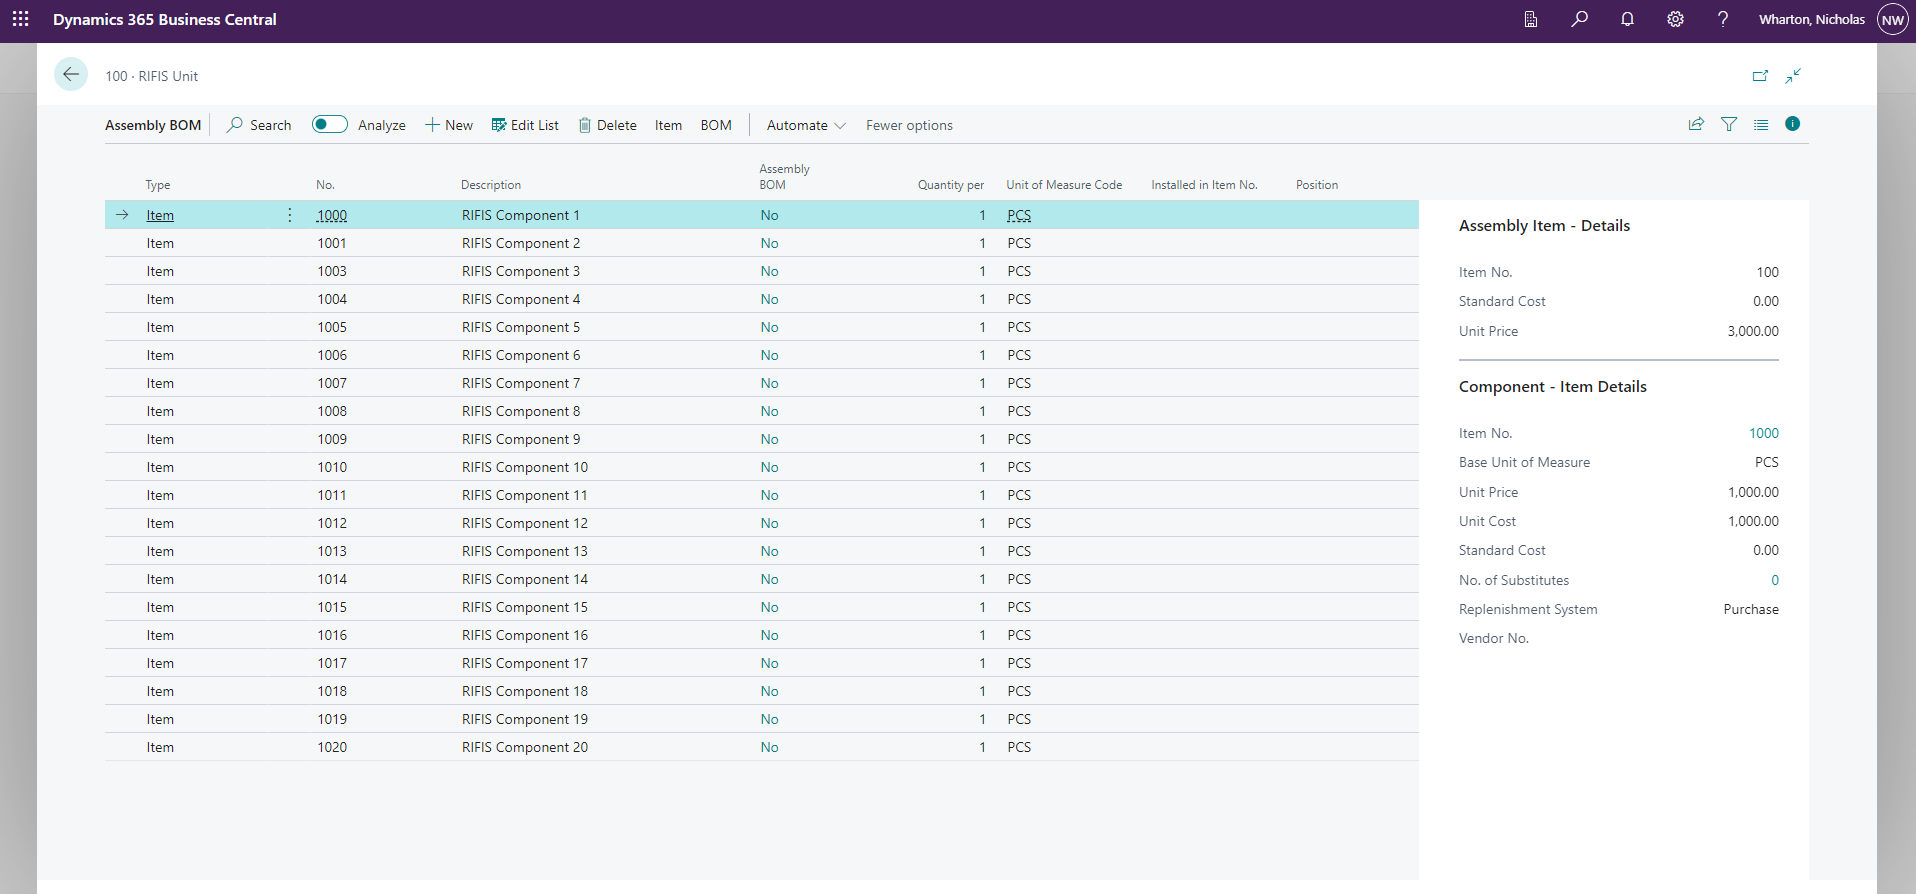 Dynamics 365 Business Central
Wharton, Nicholas NW
100 · RIFIS Unit
Assembly BOM Search Analyze New Edit List Delete Item BOM Automate Fewer options
Type No. Description Assembly BOM Quantity per Unit of Measure Code Installed in Item No. Position
Item 1000 RIFIS Component 1 No 1 PCS
Item 1001 RIFIS Component 2 No 1 PCS
Item 1003 RIFIS Component 3 No 1 PCS
Item 1004 RIFIS Component 4 No 1 PCS
Item 1005 RIFIS Component 5 No 1 PCS
Item 1006 RIFIS Component 6 No 1 PCS
Item 1007 RIFIS Component 7 No 1 PCS
Item 1008 RIFIS Component 8 No 1 PCS
Item 1009 RIFIS Component 9 No 1 PCS
Item 1010 RIFIS Component 10 No 1 PCS
Item 1011 RIFIS Component 11 No 1 PCS
Item 1012 RIFIS Component 12 No 1 PCS
Item 1013 RIFIS Component 13 No 1 PCS
Item 1014 RIFIS Component 14 No 1 PCS
Item 1015 RIFIS Component 15 No 1 PCS
Item 1016 RIFIS Component 16 No 1 PCS
Item 1017 RIFIS Component 17 No 1 PCS
Item 1018 RIFIS Component 18 No 1 PCS
Item 1019 RIFIS Component 19 No 1 PCS
Item 1020 RIFIS Component 20 No 1 PCS
Assembly Item - Details
Item No. 100
Standard Cost 0.00
Unit Price 3,000.00
Component - Item Details
Item No. 1000
Base Unit of Measure PCS
Unit Price 1,000.00
Unit Cost 1,000.00
Standard Cost 0.00
No. of Substitutes 0
Replenishment System Purchase
Vendor No.